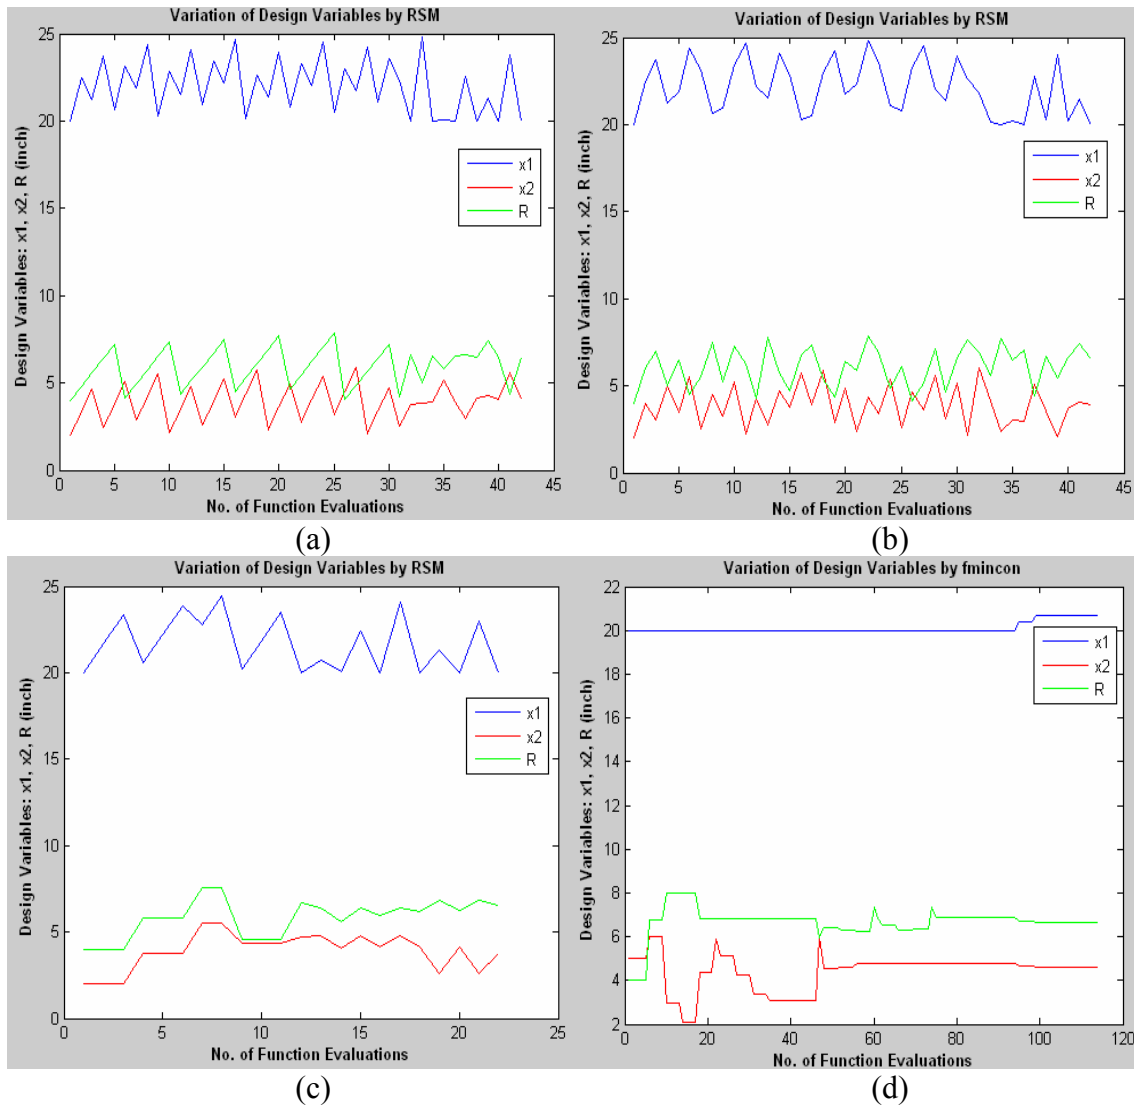 Variation of Design Variables by RSM
Design Variables: x1, x2, R (inch)
25
20
15
10
5
0
x1
x2
R
0 5 10 15 20 25 30 35 40 45
No. of Function Evaluations
(a)
Variation of Design Variables by RSM
Design Variables: x1, x2, R (inch)
25
20
15
10
5
0
x1
x2
R
0 5 10 15 20 25 30 35 40 45
No. of Function Evaluations
(b)
Variation of Design Variables by RSM
Design Variables: x1, x2, R (inch)
25
20
15
10
5
0
x1
x2
R
0 5 10 15 20 25
No. of Function Evaluations
(c)
Variation of Design Variables by fmincon
Design Variables: x1, x2, R (inch)
22
20
18
16
14
12
10
8
6
4
2
x1
x2
R
0 20 40 60 80 100 120
No. of Function Evaluations
(d)